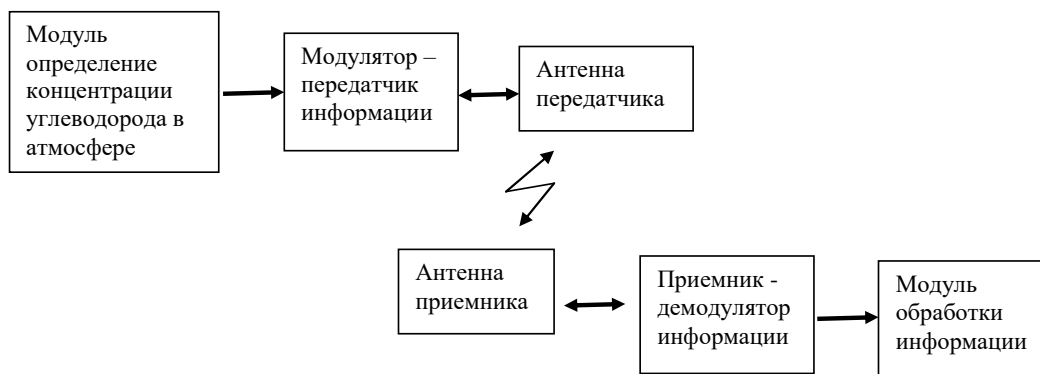 Модуль
определение
концентрации
углеводорода в
атмосфере
Модулятор –
передатчик
информации
Антенна
передатчика
Антенна
приемника
Приемник -
демодулятор
информации
Модуль
обработки
информации